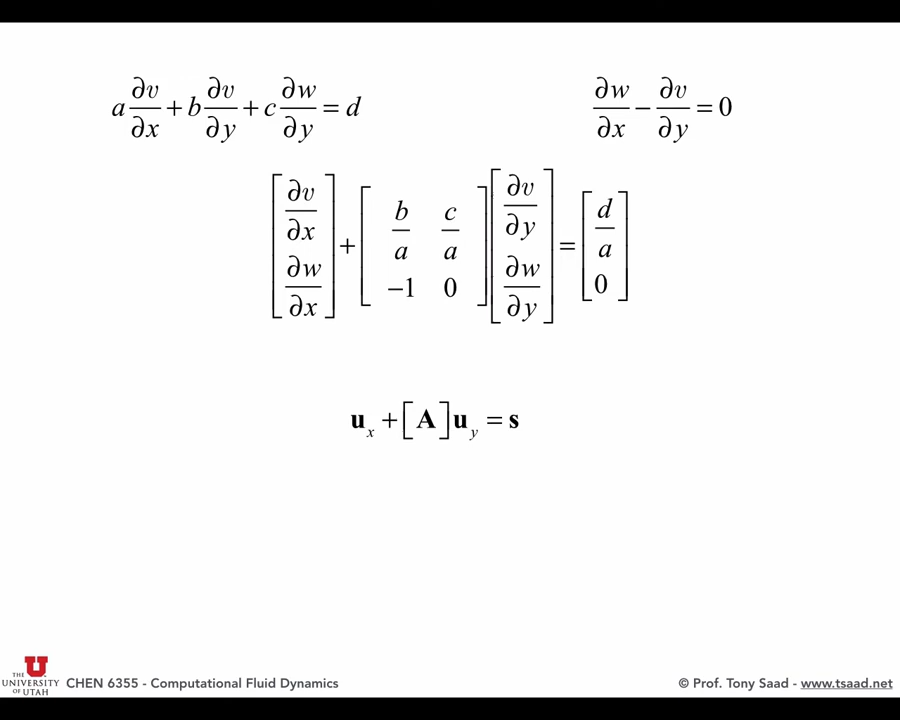 a ∂v/∂x + b ∂v/∂y + c ∂w/∂y = d
∂w/∂x − ∂v/∂y = 0
[∂v/∂x; ∂w/∂x] + [b/a c/a; −1 0] [∂v/∂y; ∂w/∂y] = [d/a; 0]
u_x + [A] u_y = s
THE
UNIVERSITY
OF UTAH
CHEN 6355 - Computational Fluid Dynamics
© Prof. Tony Saad - www.tsaad.net